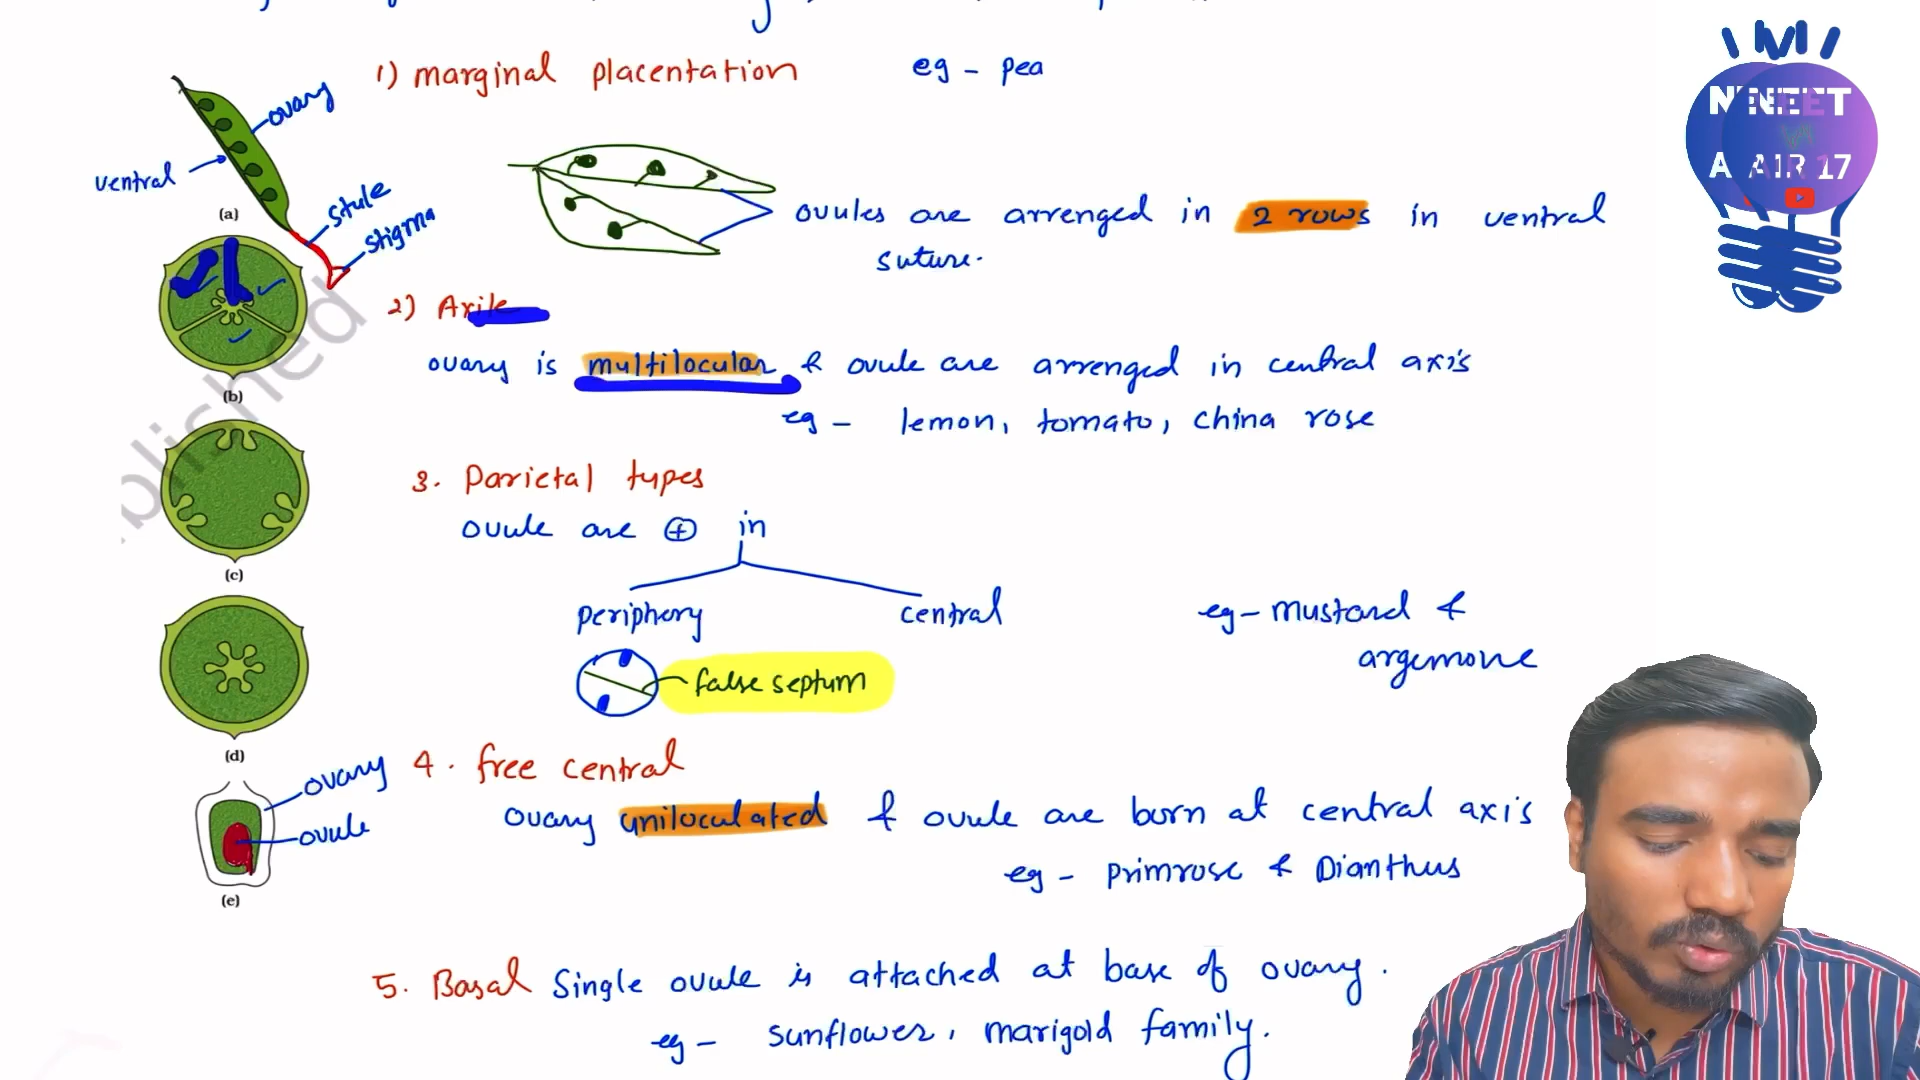 1) marginal placentation eg - pea
ovary
ventral
(a)
style
stigma
ovules are arrenged in 2 rows in ventral
suture.
2) Axile
ovary is multilocular & ovule are arrenged in central axis
(b)
eg - lemon, tomato, china rose
3. Parietal types
ovule are + in
periphery central
eg - mustard &
argemone
(c)
false septum
(d)
4. free central
ovary
ovule
ovary uniloculated & ovule are born at central axis
eg - Primrose & Dianthus
(e)
5. Basal Single ovule is attached at base of ovary.
eg - sunflower, marigold family.
blished
NEET
AIR 17